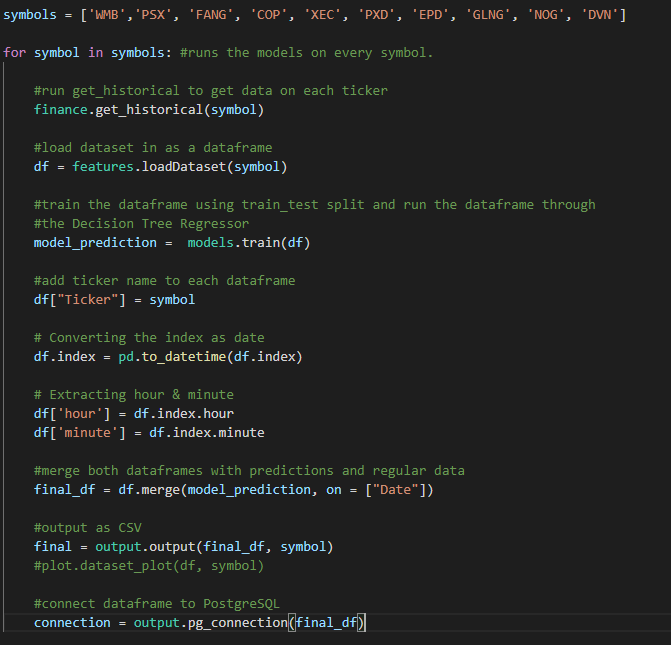 symbols = ['WMB','PSX', 'FANG', 'COP', 'XEC', 'PXD', 'EPD', 'GLNG', 'NOG', 'DVN']
for symbol in symbols: #runs the models on every symbol.
#run get_historical to get data on each ticker
finance.get_historical(symbol)
#load dataset in as a dataframe
df = features.loadDataset(symbol)
#train the dataframe using train_test split and run the dataframe through
#the Decision Tree Regressor
model_prediction =  models.train(df)
#add ticker name to each dataframe
df["Ticker"] = symbol
# Converting the index as date
df.index = pd.to_datetime(df.index)
# Extracting hour & minute
df['hour'] = df.index.hour
df['minute'] = df.index.minute
#merge both dataframes with predictions and regular data
final_df = df.merge(model_prediction, on = ["Date"])
#output as CSV
final = output.output(final_df, symbol)
#plot.dataset_plot(df, symbol)
#connect dataframe to PostgreSQL
connection = output.pg_connection(final_df)